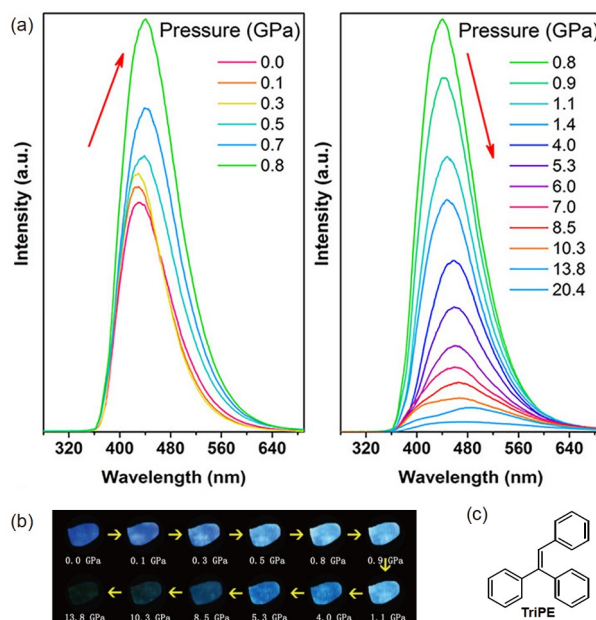 (a)
Pressure (GPa)
0.0
0.1
0.3
0.5
0.7
0.8
Intensity (a.u.)
320 400 480 560 640
Wavelength (nm)
Pressure (GPa)
0.8
0.9
1.1
1.4
4.0
5.3
6.0
7.0
8.5
10.3
13.8
20.4
Intensity (a.u.)
320 400 480 560 640
Wavelength (nm)
(b)
0.0 GPa 0.1 GPa 0.3 GPa 0.5 GPa 0.8 GPa 0.9 GPa
13.8 GPa 10.3 GPa 8.5 GPa 5.3 GPa 4.0 GPa 1.1 GPa
(c)
TriPE